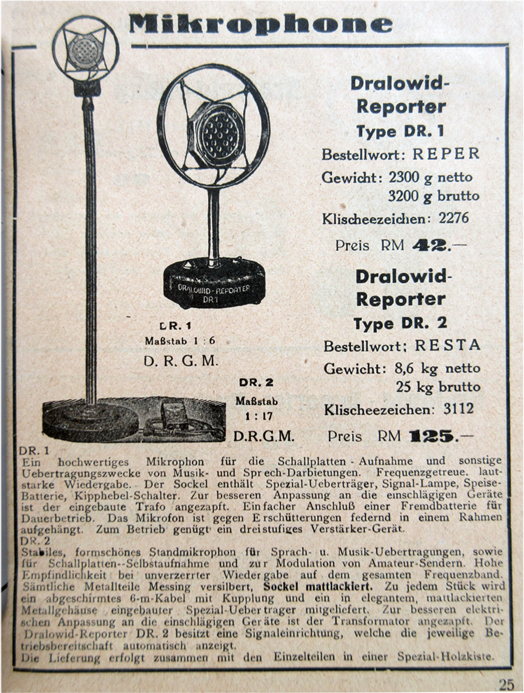 Mikrophone
Dralowid-
Reporter
Type DR. 1
Bestellwort: REPER
Gewicht: 2300 g netto
3200 g brutto
Klischeezeichen: 2276
Preis RM 42.—
DRALOWID-REPORTER
DR1
DR. 1
Maßstab 1 : 6
D. R. G. M.
Dralowid-
Reporter
Type DR. 2
Bestellwort: RESTA
Gewicht: 8,6 kg netto
25 kg brutto
Klischeezeichen: 3112
Preis RM 125.—
DR. 2
Maßstab
1 : 17
D.R.G.M.
DR. 1
Ein hochwertiges Mikrophon für die Schallplatten-Aufnahme und sonstige
Uebertragungszwecke von Musik- und Sprech-Darbietungen. Frequenzgetreue. laut-
starke Wiedergabe. Der Sockel enthält Spezial-Ueberträger, Signal-Lampe, Speise-
Batterie, Kipphebel-Schalter. Zur besseren Anpassung an die einschlägigen Geräte
ist der eingebaute Trafo angezapft. Einfacher Anschluß einer Fremdbatterie für
Dauerbetrieb. Das Mikrofon ist gegen Erschütterungen federnd in einem Rahmen
aufgehängt. Zum Betrieb genügt ein dreistufiges Verstärker-Gerät.
DR. 2
Stabiles, formschönes Standmikrophon für Sprach- u. Musik-Uebertragungen, sowie
für Schallplatten--Selbstaufnahme und zur Modulation von Amateur-Sendern. Hohe
Empfindlichkeit bei unverzerrter Wiedergabe auf dem gesamten Frequenzband.
Sämtliche Metallteile Messing versilbert, Sockel mattlackiert. Zu jedem Stück wird
ein abgeschirmtes 6-m-Kabel mit Kupplung und ein in elegantem, mattlackierten
Metallgehäuse eingebauter Spezial-Ueberträger mitgeliefert. Zur besseren elektri-
schen Anpassung an die einschlägigen Geräte ist der Transformator angezapft. Der
Dralowid-Reporter DR. 2 besitzt eine Signaleinrichtung, welche die jeweilige Be-
triebsbereitschaft automatisch anzeigt.
Die Lieferung erfolgt zusammen mit den Einzelteilen in einer Spezial-Holzkiste.
25